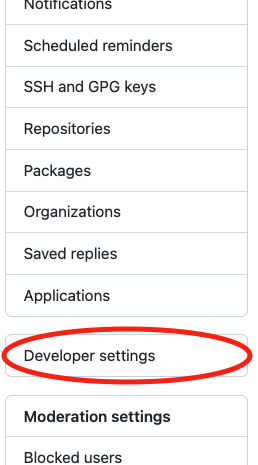 Notifications
Scheduled reminders
SSH and GPG keys
Repositories
Packages
Organizations
Saved replies
Applications
Developer settings
Moderation settings
Blocked users